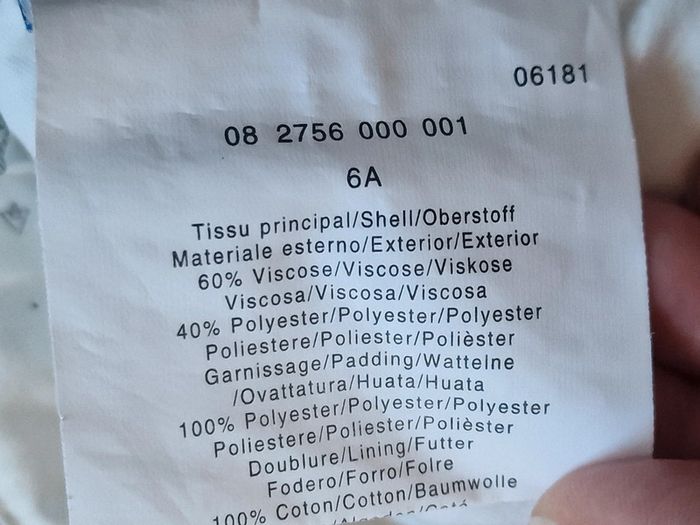 06181
08 2756 000 001
6A
Tissu principal/Shell/Oberstoff
Materiale esterno/Exterior/Exterior
60% Viscose/Viscose/Viskose
Viscosa/Viscosa/Viscosa
40% Polyester/Polyester/Polyester
Poliestere/Poliester/Polièster
Garnissage/Padding/Wattelne
/Ovattatura/Huata/Huata
100% Polyester/Polyester/Polyester
Poliestere/Poliester/Polièster
Doublure/Lining/Futter
Fodero/Forro/Folre
100% Coton/Cotton/Baumwolle